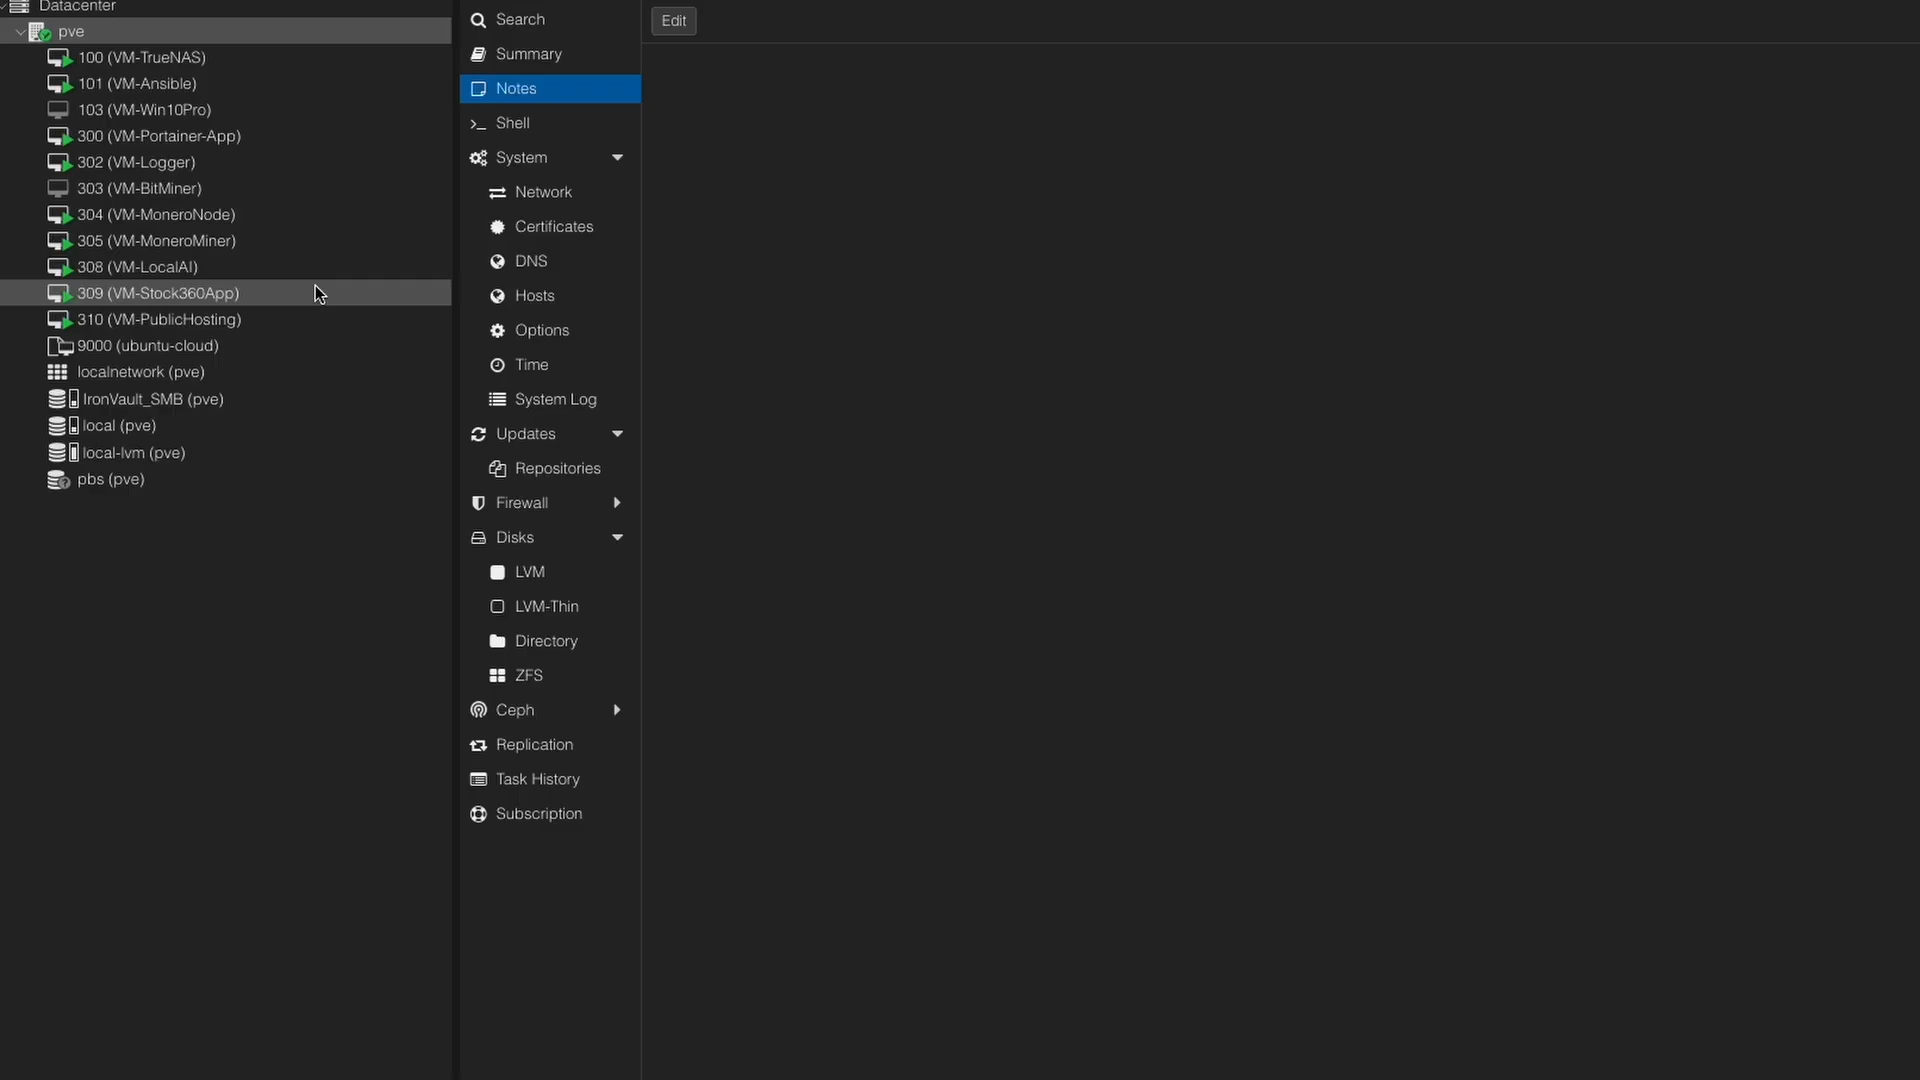 Datacenter
pve
100 (VM-TrueNAS)
101 (VM-Ansible)
103 (VM-Win10Pro)
300 (VM-Portainer-App)
302 (VM-Logger)
303 (VM-BitMiner)
304 (VM-MoneroNode)
305 (VM-MoneroMiner)
308 (VM-LocalAI)
309 (VM-Stock360App)
310 (VM-PublicHosting)
9000 (ubuntu-cloud)
localnetwork (pve)
IronVault_SMB (pve)
local (pve)
local-lvm (pve)
pbs (pve)
Search
Summary
Notes
Shell
System
Network
Certificates
DNS
Hosts
Options
Time
System Log
Updates
Repositories
Firewall
Disks
LVM
LVM-Thin
Directory
ZFS
Ceph
Replication
Task History
Subscription
Edit